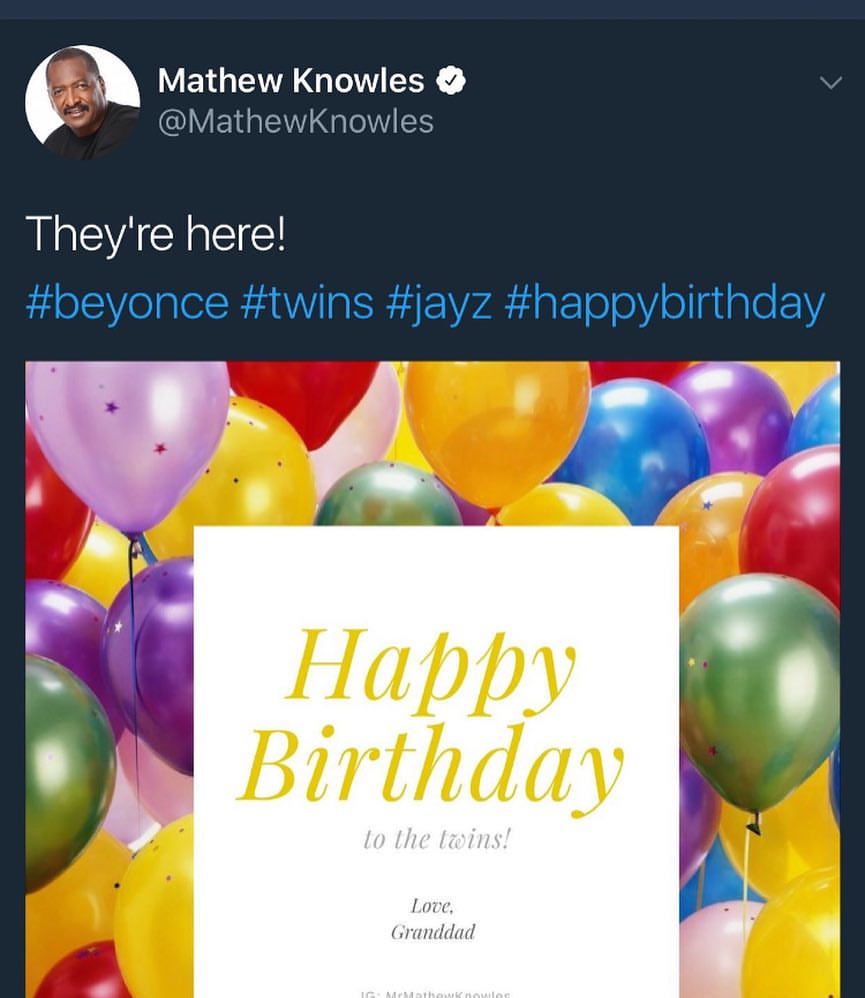 Mathew Knowles
@MathewKnowles
They're here!
#beyonce #twins #jayz #happybirthday
Happy
Birthday
to the twins!
Love,
Granddad
IG: MrMathewKnowles